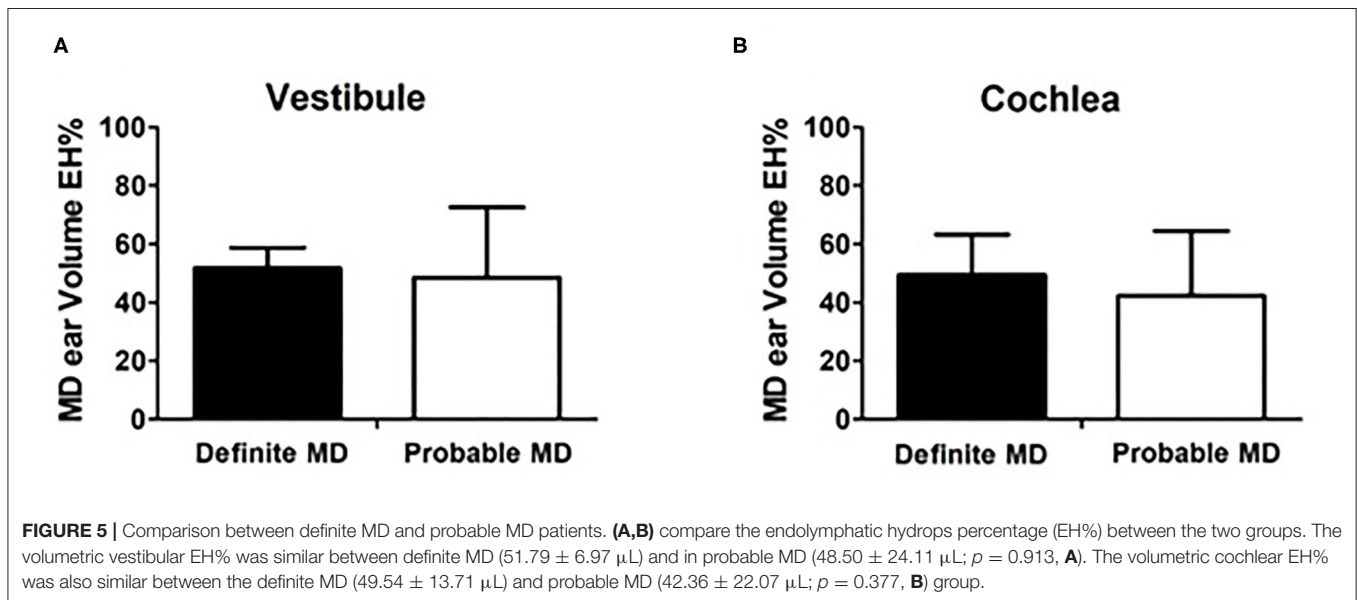 A
Vestibule
MD ear Volume EH%
100
80
60
40
20
0
Definite MD Probable MD
B
Cochlea
MD ear Volume EH%
100
80
60
40
20
0
Definite MD Probable MD
FIGURE 5 | Comparison between definite MD and probable MD patients. (A,B) compare the endolymphatic hydrops percentage (EH%) between the two groups. The
volumetric vestibular EH% was similar between definite MD (51.79 ± 6.97 μL) and in probable MD (48.50 ± 24.11 μL; p = 0.913, A). The volumetric cochlear EH%
was also similar between the definite MD (49.54 ± 13.71 μL) and probable MD (42.36 ± 22.07 μL; p = 0.377, B) group.